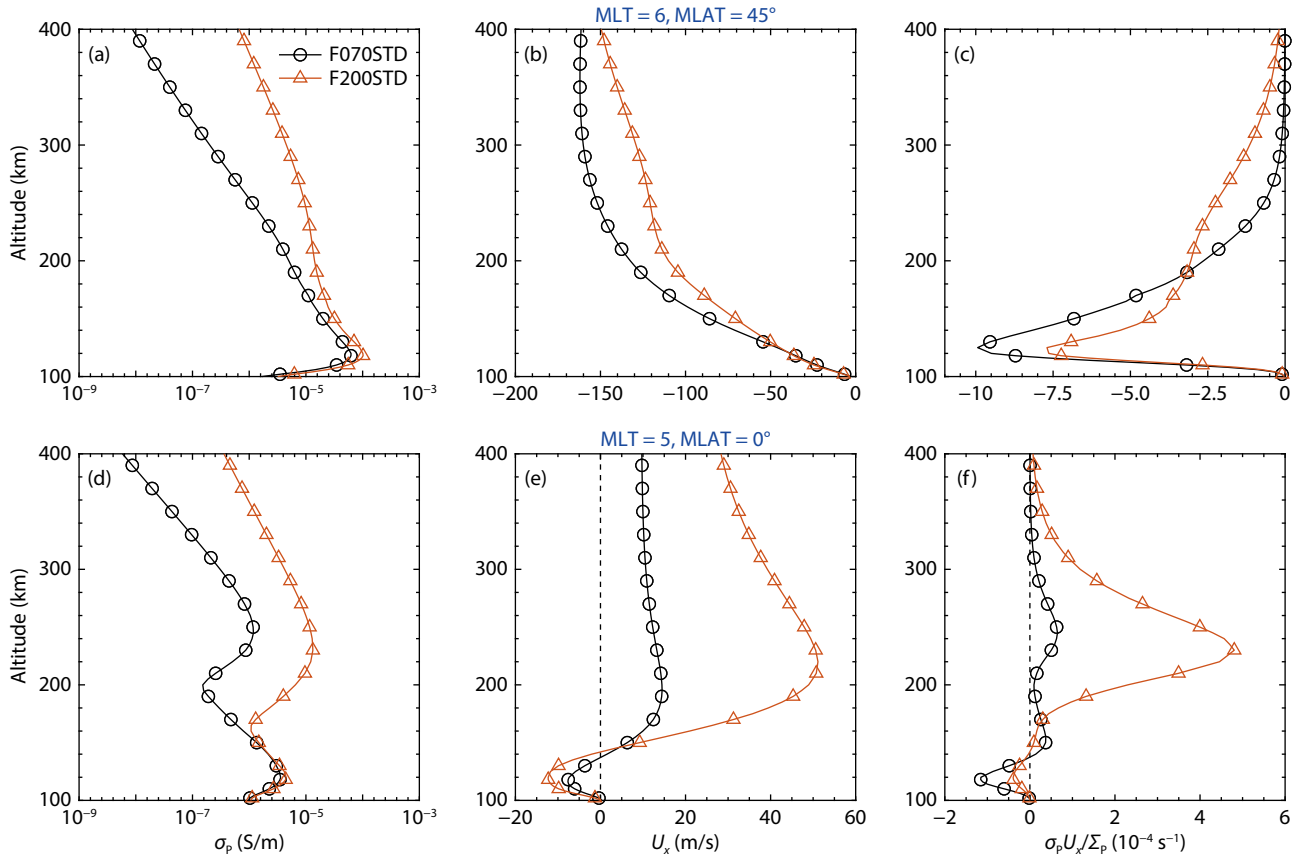 MLT = 6, MLAT = 45°
(a)
F070STD
F200STD
(b)
(c)
Altitude (km)
400
300
200
100
10⁻⁹
10⁻⁷
10⁻⁵
10⁻³
−200
−150
−100
−50
0
−10
−7.5
−5.0
−2.5
0
MLT = 5, MLAT = 0°
(d)
(e)
(f)
Altitude (km)
400
300
200
100
10⁻⁹
10⁻⁷
10⁻⁵
10⁻³
−20
0
20
40
60
0
2
4
6
σₚ (S/m)
Uₓ (m/s)
σₚUₓ/Σₚ (10⁻⁴ s⁻¹)